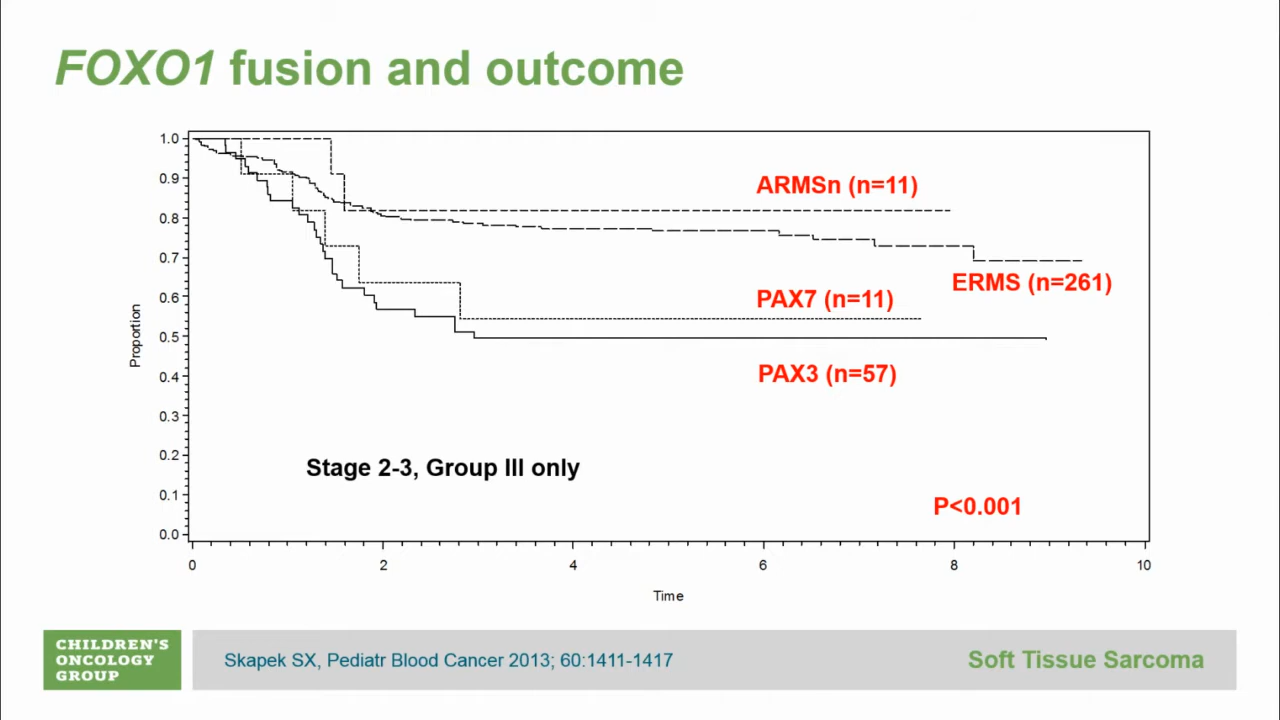 FOXO1 fusion and outcome
1.0
0.9
0.8
0.7
0.6
0.5
0.4
0.3
0.2
0.1
0.0
Proportion
ARMSn (n=11)
ERMS (n=261)
PAX7 (n=11)
PAX3 (n=57)
Stage 2-3, Group III only
P<0.001
0 2 4 6 8 10
Time
CHILDREN'S
ONCOLOGY
GROUP
Skapek SX, Pediatr Blood Cancer 2013; 60:1411-1417
Soft Tissue Sarcoma